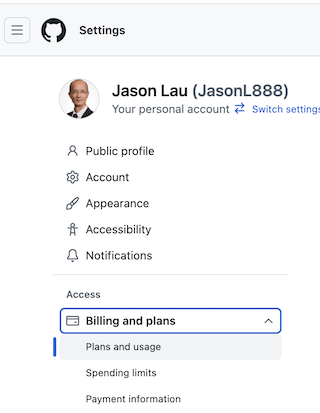 Settings
Jason Lau (JasonL888)
Your personal account Switch settings
Public profile
Account
Appearance
Accessibility
Notifications
Access
Billing and plans
Plans and usage
Spending limits
Payment information